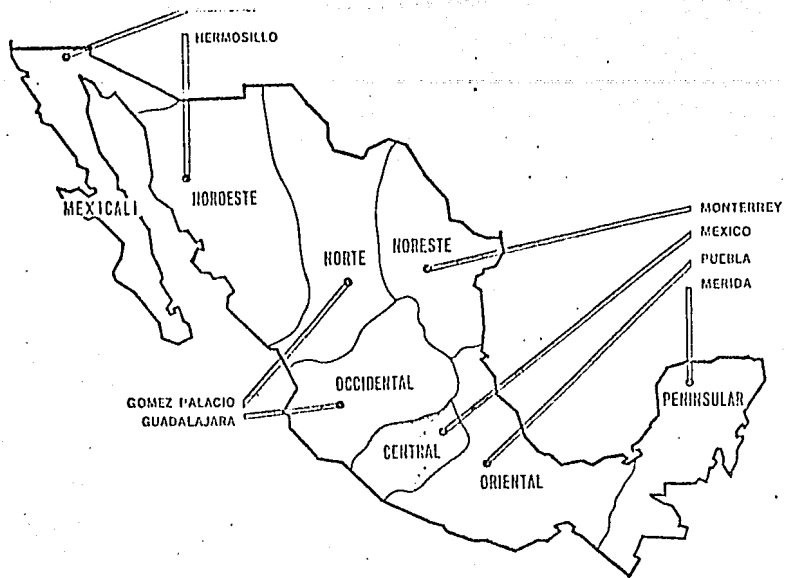 HERMOSILLO
NOROESTE
MEXICALI
MONTERREY
MEXICO
NORESTE
NORTE
PUEBLA
MERIDA
OCCIDENTAL
PENINSULAR
GOMEZ PALACIO
GUADALAJARA
CENTRAL
ORIENTAL